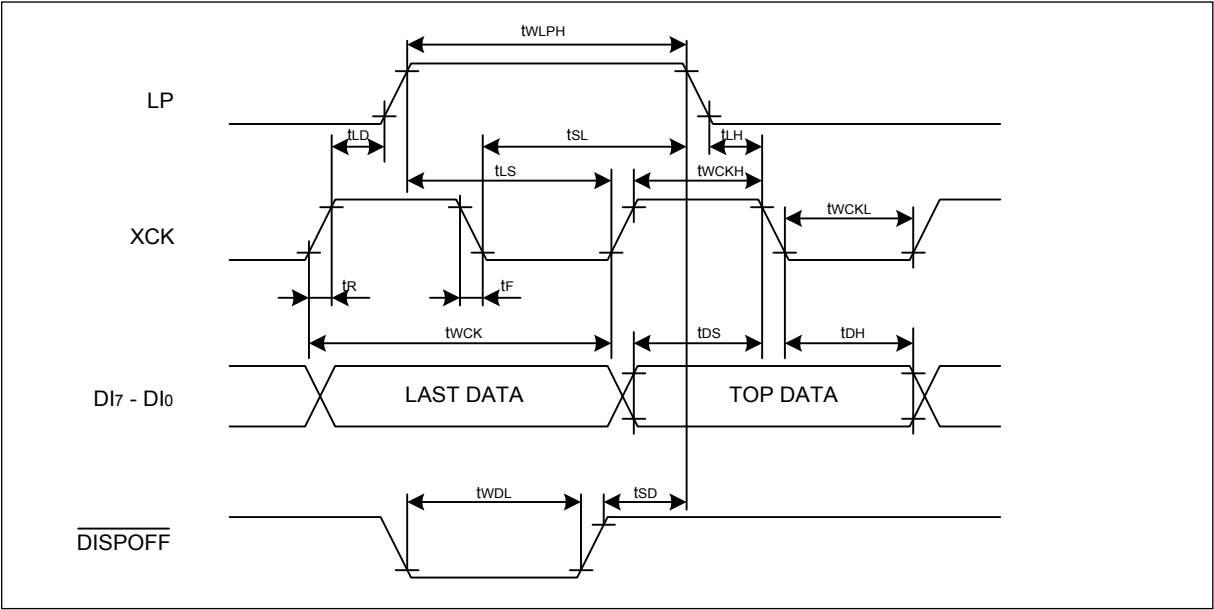 tWLPH
LP
tLD
tSL
tLH
tLS
tWCKH
XCK
tWCKL
tR
tF
tWCK
tDS
tDH
DI7 - DI0
LAST DATA
TOP DATA
tWDL
tSD
DISPOFF